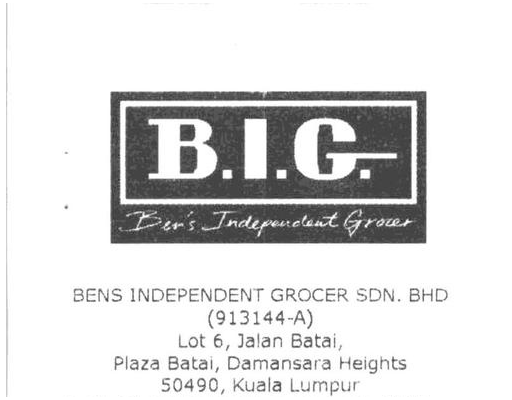 B.I.G.
Ben's Independent Grocer
BENS INDEPENDENT GROCER SDN. BHD
(913144-A)
Lot 6, Jalan Batai,
Plaza Batai, Damansara Heights
50490, Kuala Lumpur